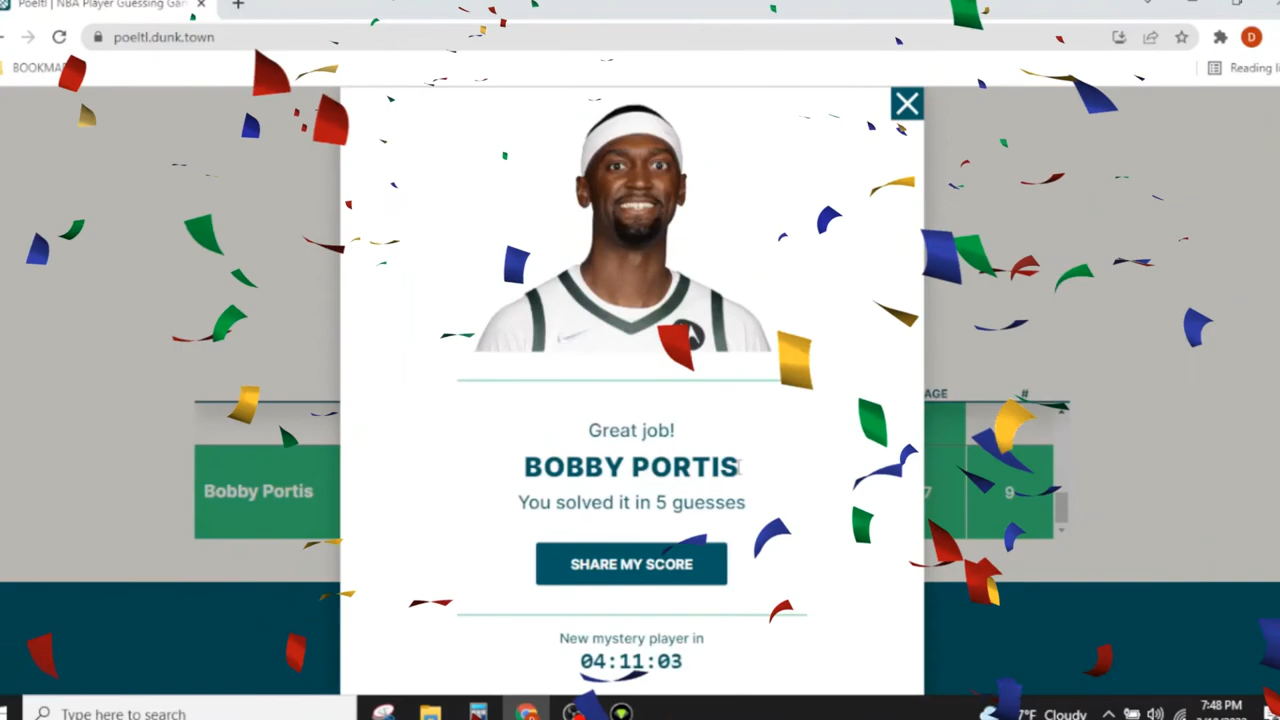 Poeltl | NBA Player Guessing Gam
poeltl.dunk.town
D
BOOKMA
Reading li
AGE #
Bobby Portis
7 9
Great job!
BOBBY PORTIS
You solved it in 5 guesses
SHARE MY SCORE
New mystery player in
04:11:03
Type here to search
7°F Cloudy
7:48 PM